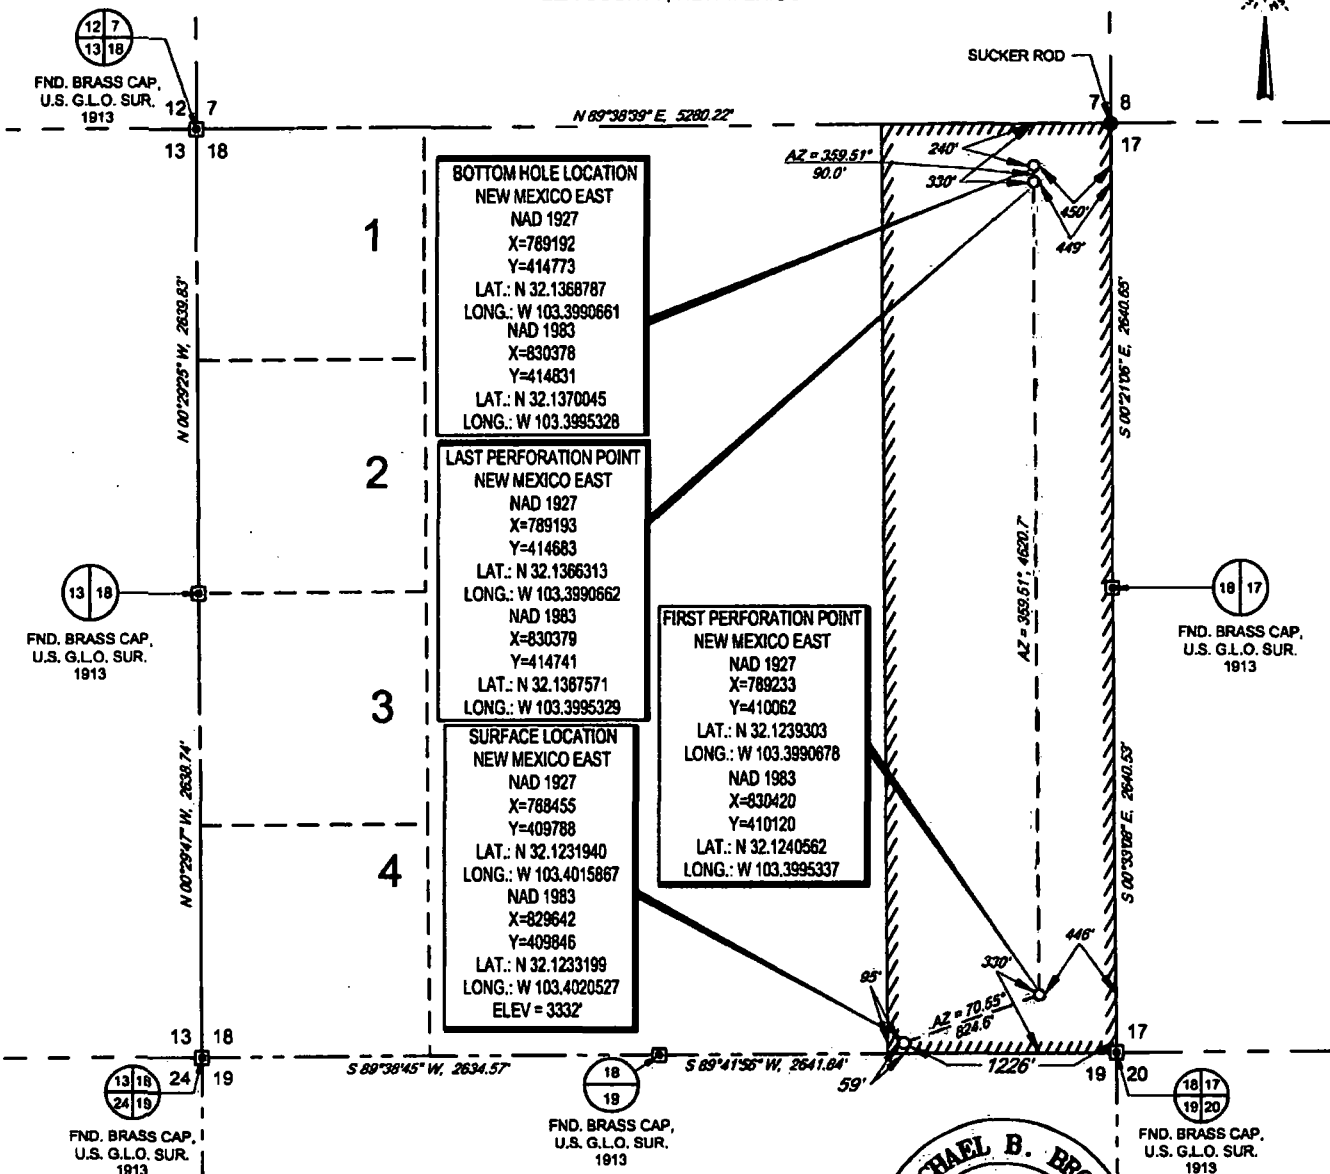 12 7
13 18
FND. BRASS CAP,
U.S. G.L.O. SUR.
1913
12 7
13 18
N 89°38'39" E, 5280.22'
SUCKER ROD
7 8
17
AZ = 359.51°
90.0'
240'
330'
450'
449'
1
2
3
4
N 00°29'25" W, 2639.83'
N 00°29'47" W, 2638.74'
BOTTOM HOLE LOCATION
NEW MEXICO EAST
NAD 1927
X=789192
Y=414773
LAT.: N 32.1368787
LONG.: W 103.3990661
NAD 1983
X=830378
Y=414831
LAT.: N 32.1370045
LONG.: W 103.3995328
LAST PERFORATION POINT
NEW MEXICO EAST
NAD 1927
X=789193
Y=414683
LAT.: N 32.1366313
LONG.: W 103.3990662
NAD 1983
X=830379
Y=414741
LAT.: N 32.1367571
LONG.: W 103.3995329
FIRST PERFORATION POINT
NEW MEXICO EAST
NAD 1927
X=789233
Y=410062
LAT.: N 32.1239303
LONG.: W 103.3990678
NAD 1983
X=830420
Y=410120
LAT.: N 32.1240562
LONG.: W 103.3995337
SURFACE LOCATION
NEW MEXICO EAST
NAD 1927
X=788455
Y=409788
LAT.: N 32.1231940
LONG.: W 103.4015867
NAD 1983
X=829642
Y=409846
LAT.: N 32.1233199
LONG.: W 103.4020527
ELEV = 3332'
S 00°21'06" E, 2640.65'
AZ = 359.51°, 4620.7'
S 00°33'08" E, 2640.53'
13 18
FND. BRASS CAP,
U.S. G.L.O. SUR.
1913
18 17
FND. BRASS CAP,
U.S. G.L.O. SUR.
1913
446'
330'
95'
AZ = 70.55°
824.6'
1226'
59'
13 18
24 19
S 89°38'45" W, 2634.57'
S 89°41'56" W, 2641.64'
17
19 20
13 18
24 19
FND. BRASS CAP,
U.S. G.L.O. SUR.
1913
18
19
FND. BRASS CAP,
U.S. G.L.O. SUR.
1913
18 17
19 20
FND. BRASS CAP,
U.S. G.L.O. SUR.
1913
B.